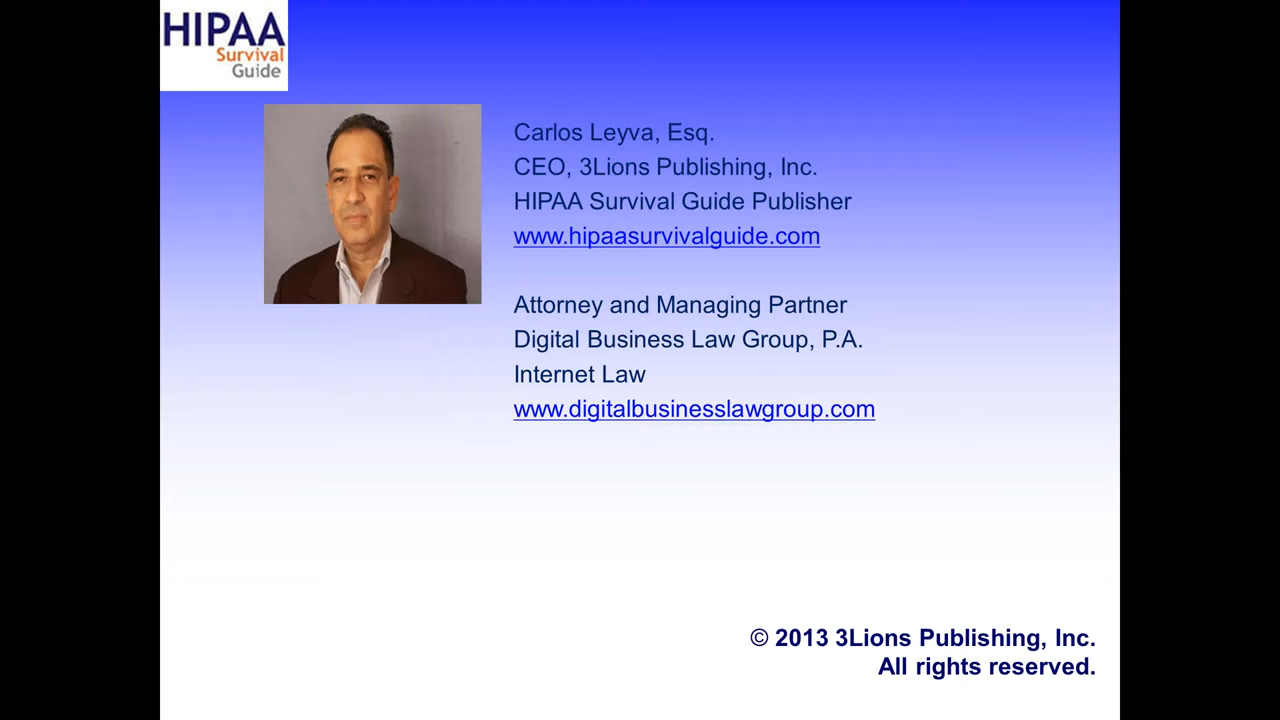 HIPAA
Survival
Guide
Carlos Leyva, Esq.
CEO, 3Lions Publishing, Inc.
HIPAA Survival Guide Publisher
www.hipaasurvivalguide.com
Attorney and Managing Partner
Digital Business Law Group, P.A.
Internet Law
www.digitalbusinesslawgroup.com
© 2013 3Lions Publishing, Inc.
All rights reserved.